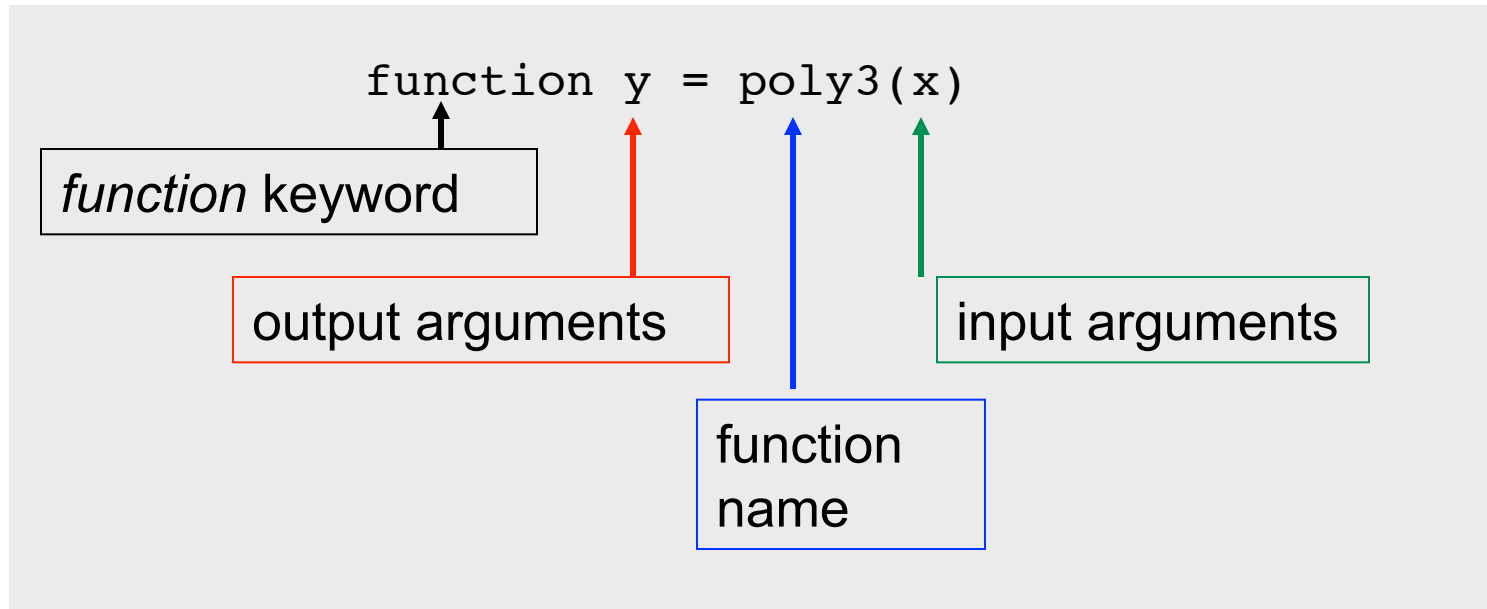 function y = poly3(x)
function keyword
output arguments
input arguments
function
name